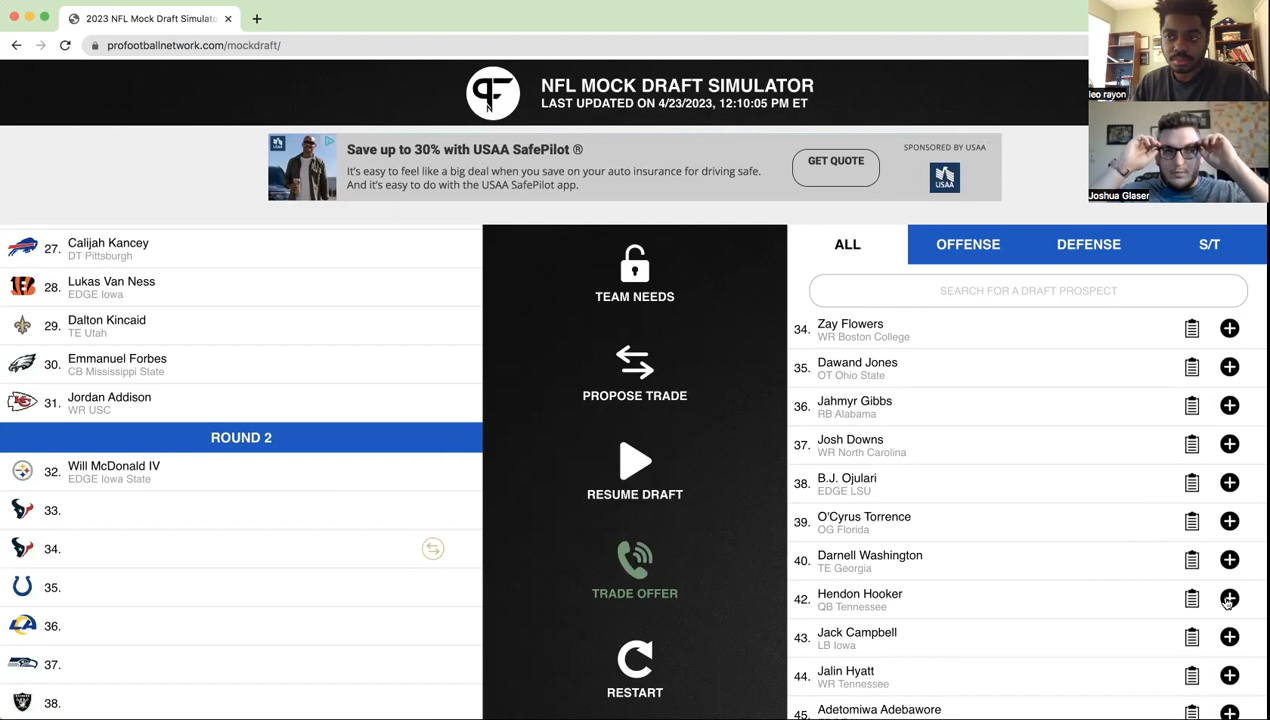 2023 NFL Mock Draft Simulato
profootballnetwork.com/mockdraft/
PF
N
NFL MOCK DRAFT SIMULATOR
LAST UPDATED ON 4/23/2023, 12:10:05 PM ET
leo rayon
Joshua Glaser
Save up to 30% with USAA SafePilot ®
It's easy to feel like a big deal when you save on your auto insurance for driving safe.
And it's easy to do with the USAA SafePilot app.
GET QUOTE
SPONSORED BY USAA
USAA
27. Calijah Kancey
DT Pittsburgh
28. Lukas Van Ness
EDGE Iowa
29. Dalton Kincaid
TE Utah
30. Emmanuel Forbes
CB Mississippi State
31. Jordan Addison
WR USC
ROUND 2
32. Will McDonald IV
EDGE Iowa State
33.
34.
35.
36.
37.
38.
TEAM NEEDS
PROPOSE TRADE
RESUME DRAFT
TRADE OFFER
RESTART
ALL OFFENSE DEFENSE S/T
SEARCH FOR A DRAFT PROSPECT
34. Zay Flowers
WR Boston College
35. Dawand Jones
OT Ohio State
36. Jahmyr Gibbs
RB Alabama
37. Josh Downs
WR North Carolina
38. B.J. Ojulari
EDGE LSU
39. O'Cyrus Torrence
OG Florida
40. Darnell Washington
TE Georgia
42. Hendon Hooker
QB Tennessee
43. Jack Campbell
LB Iowa
44. Jalin Hyatt
WR Tennessee
45. Adetomiwa Adebawore